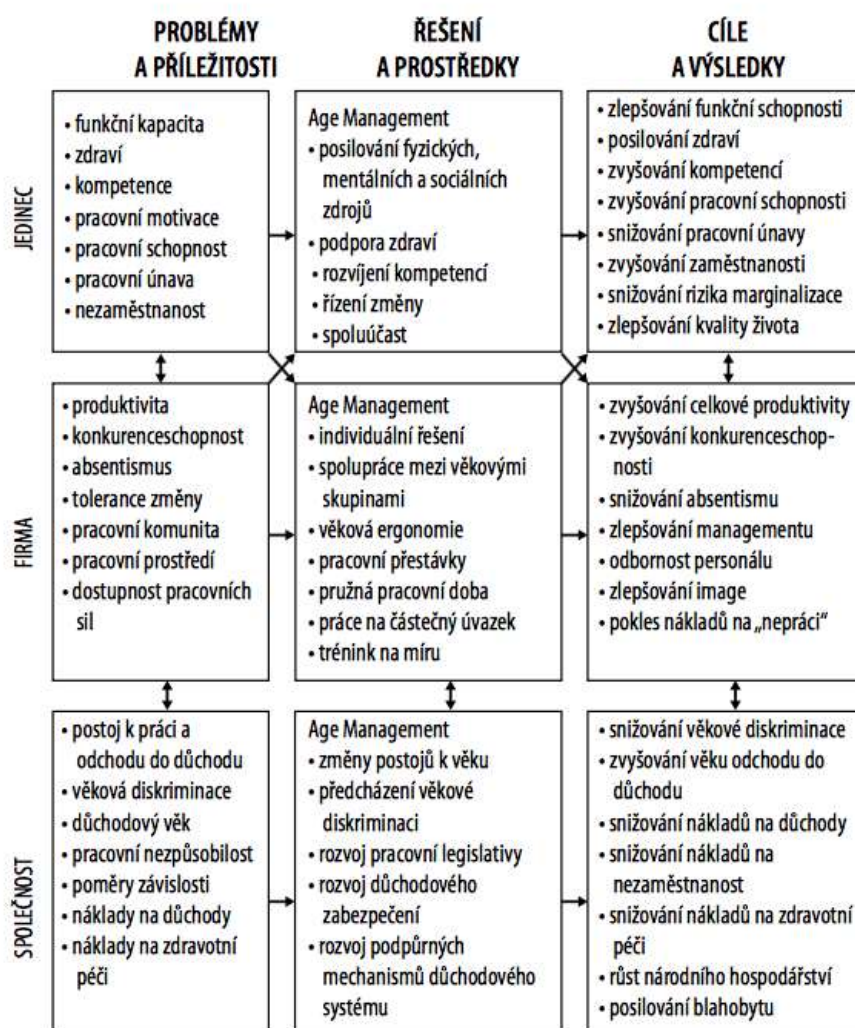 PROBLÉMY
A PŘÍLEŽITOSTI
ŘEŠENÍ
A PROSTŘEDKY
CÍLE
A VÝSLEDKY
JEDINEC
• funkční kapacita
• zdraví
• kompetence
• pracovní motivace
• pracovní schopnost
• pracovní únava
• nezaměstnanost
Age Management
• posilování fyzických,
mentálních a sociálních
zdrojů
• podpora zdraví
• rozvíjení kompetencí
• řízení změny
• spoluúčast
• zlepšování funkční schopnosti
• posilování zdraví
• zvyšování kompetencí
• zvyšování pracovní schopnosti
• snižování pracovní únavy
• zvyšování zaměstnanosti
• snižování rizika marginalizace
• zlepšování kvality života
FIRMA
• produktivita
• konkurenceschopnost
• absentismus
• tolerance změny
• pracovní komunita
• pracovní prostředí
• dostupnost pracovních
sil
Age Management
• individuální řešení
• spolupráce mezi věkovými
skupinami
• věková ergonomie
• pracovní přestávky
• pružná pracovní doba
• práce na částečný úvazek
• trénink na míru
• zvyšování celkové produktivity
• zvyšování konkurenceschop-
nosti
• snižování absentismu
• zlepšování managementu
• odbornost personálu
• zlepšování image
• pokles nákladů na „nepráci“
SPOLEČNOST
• postoj k práci a
odchodu do důchodu
• věková diskriminace
• důchodový věk
• pracovní nezpůsobilost
• poměry závislosti
• náklady na důchody
• náklady na zdravotní
péči
Age Management
• změny postojů k věku
• předcházení věkové
diskriminaci
• rozvoj pracovní legislativy
• rozvoj důchodového
zabezpečení
• rozvoj podpůrných
mechanismů důchodového
systému
• snižování věkové diskriminace
• zvyšování věku odchodu do
důchodu
• snižování nákladů na důchody
• snižování nákladů na
nezaměstnanost
• snižování nákladů na zdravotní
péči
• růst národního hospodářství
• posilování blahobytu